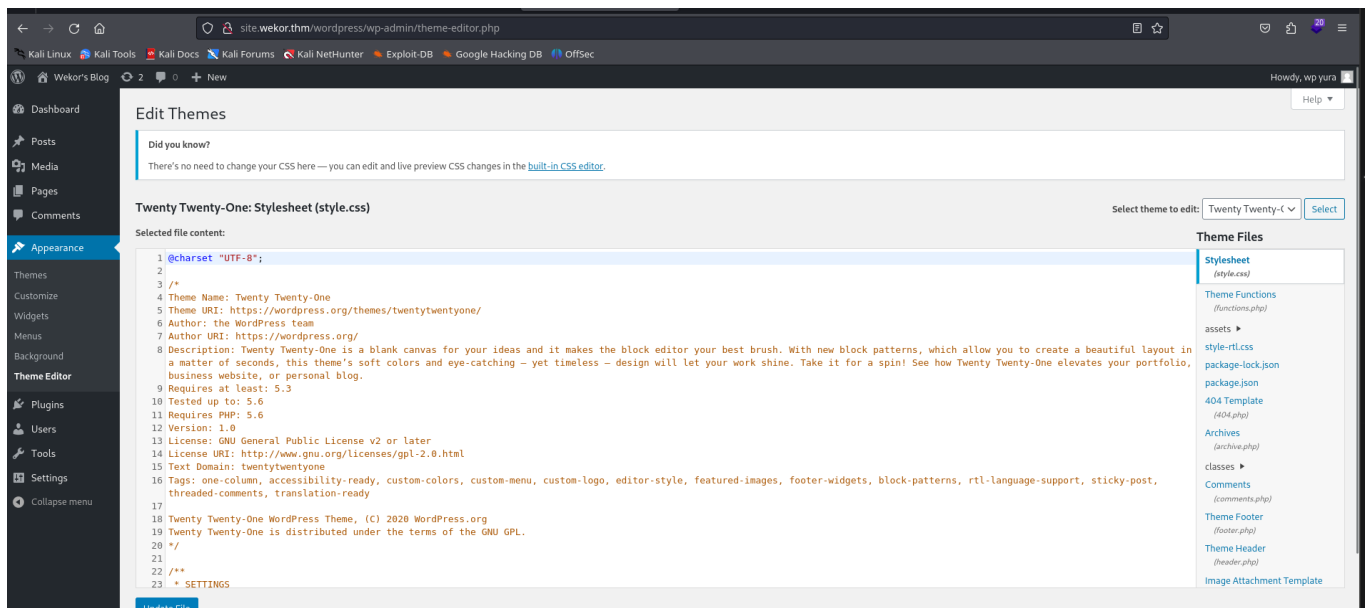 site.wekor.thm/wordpress/wp-admin/theme-editor.php
20
Kali Linux Kali Tools Kali Docs Kali Forums Kali NetHunter Exploit-DB Google Hacking DB OffSec
Wekor's Blog 2 0 + New Howdy, wp yura
Dashboard
Posts
Media
Pages
Comments
Appearance
Themes
Customize
Widgets
Menus
Background
Theme Editor
Plugins
Users
Tools
Settings
Collapse menu
Help ▼
Edit Themes
Did you know?
There's no need to change your CSS here — you can edit and live preview CSS changes in the built-in CSS editor.
Twenty Twenty-One: Stylesheet (style.css)
Select theme to edit: Twenty Twenty-( Select
Selected file content:
1 @charset "UTF-8";
2
3 /*
4 Theme Name: Twenty Twenty-One
5 Theme URI: https://wordpress.org/themes/twentytwentyone/
6 Author: the WordPress team
7 Author URI: https://wordpress.org/
8 Description: Twenty Twenty-One is a blank canvas for your ideas and it makes the block editor your best brush. With new block patterns, which allow you to create a beautiful layout in
a matter of seconds, this theme's soft colors and eye-catching — yet timeless — design will let your work shine. Take it for a spin! See how Twenty Twenty-One elevates your portfolio,
business website, or personal blog.
9 Requires at least: 5.3
10 Tested up to: 5.6
11 Requires PHP: 5.6
12 Version: 1.0
13 License: GNU General Public License v2 or later
14 License URI: http://www.gnu.org/licenses/gpl-2.0.html
15 Text Domain: twentytwentyone
16 Tags: one-column, accessibility-ready, custom-colors, custom-menu, custom-logo, editor-style, featured-images, footer-widgets, block-patterns, rtl-language-support, sticky-post,
threaded-comments, translation-ready
17
18 Twenty Twenty-One WordPress Theme, (C) 2020 WordPress.org
19 Twenty Twenty-One is distributed under the terms of the GNU GPL.
20 */
21
22 /**
23 * SETTINGS
Theme Files
Stylesheet
(style.css)
Theme Functions
(functions.php)
assets ▶
style-rtl.css
package-lock.json
package.json
404 Template
(404.php)
Archives
(archive.php)
classes ▶
Comments
(comments.php)
Theme Footer
(footer.php)
Theme Header
(header.php)
Image Attachment Template
Update File